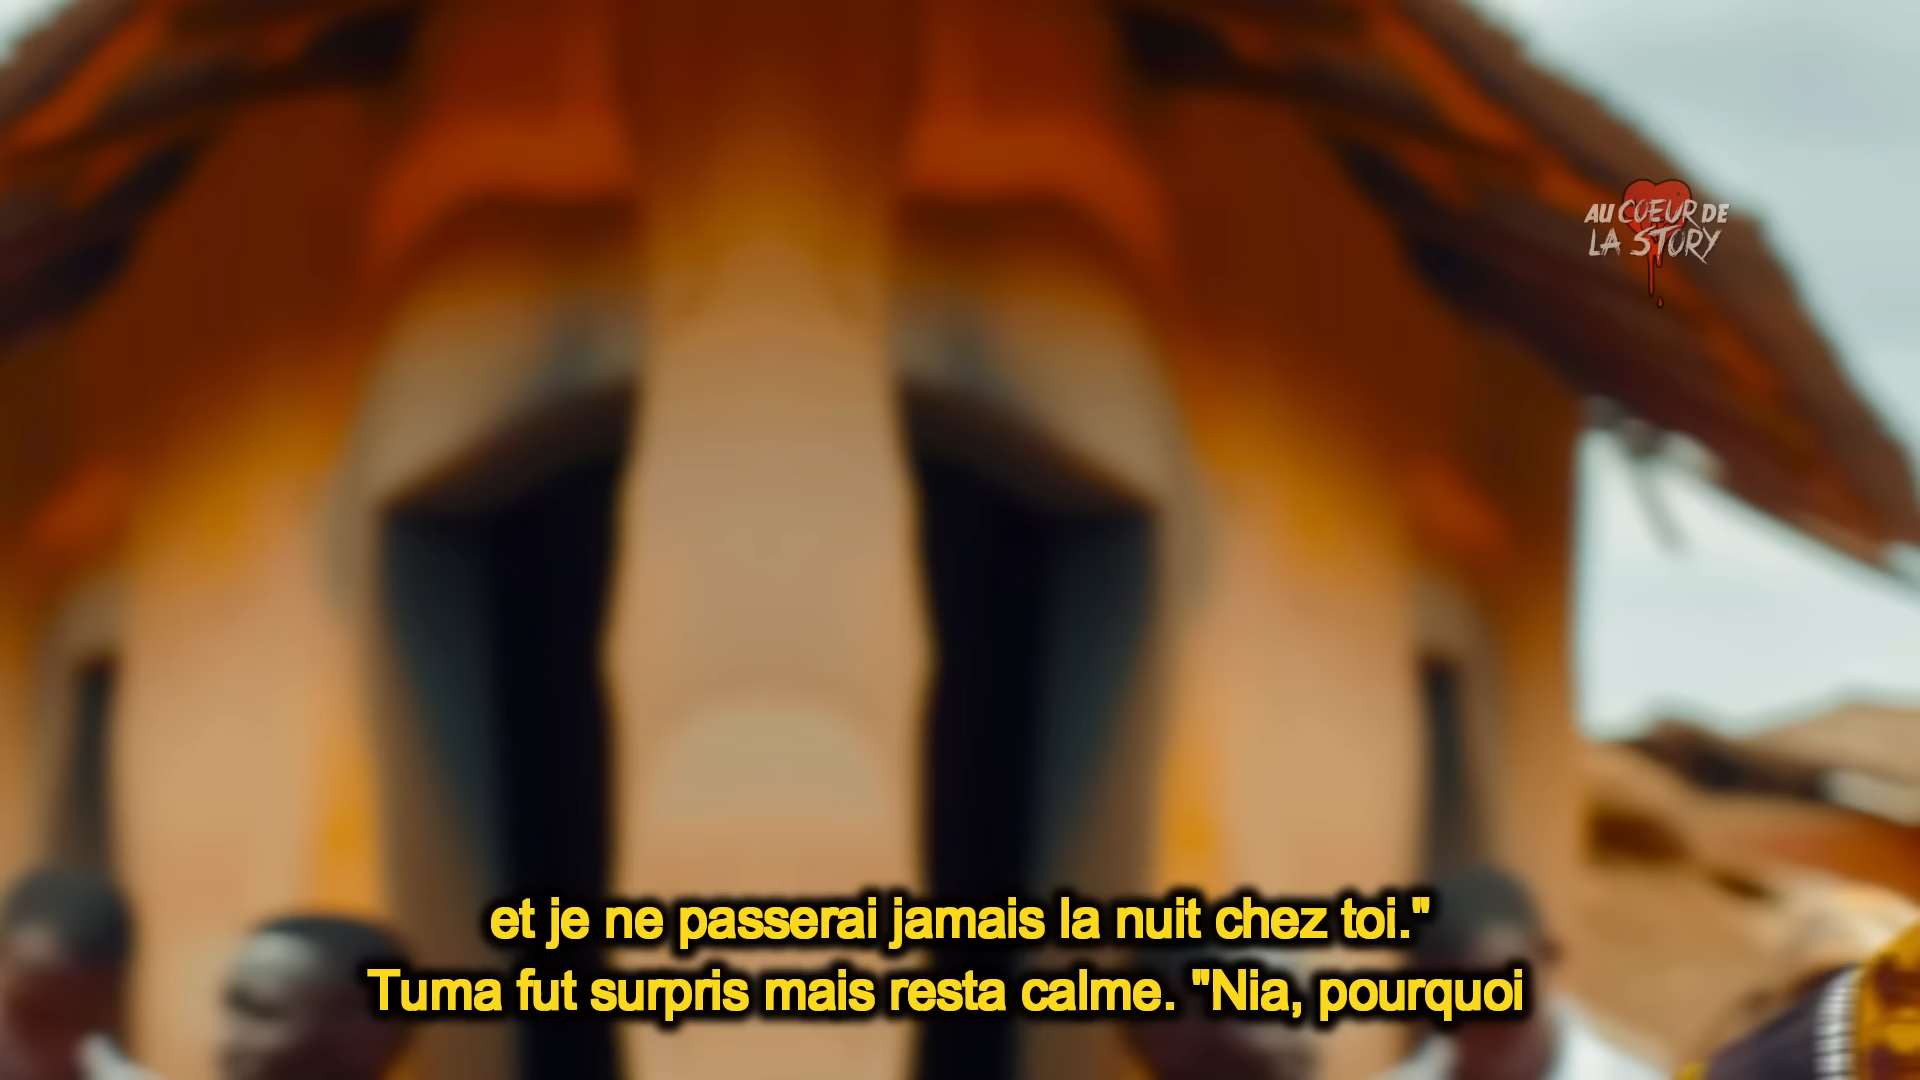 AU COEUR DE
LA STORY
et je ne passerai jamais la nuit chez toi."
Tuma fut surpris mais resta calme. "Nia, pourquoi